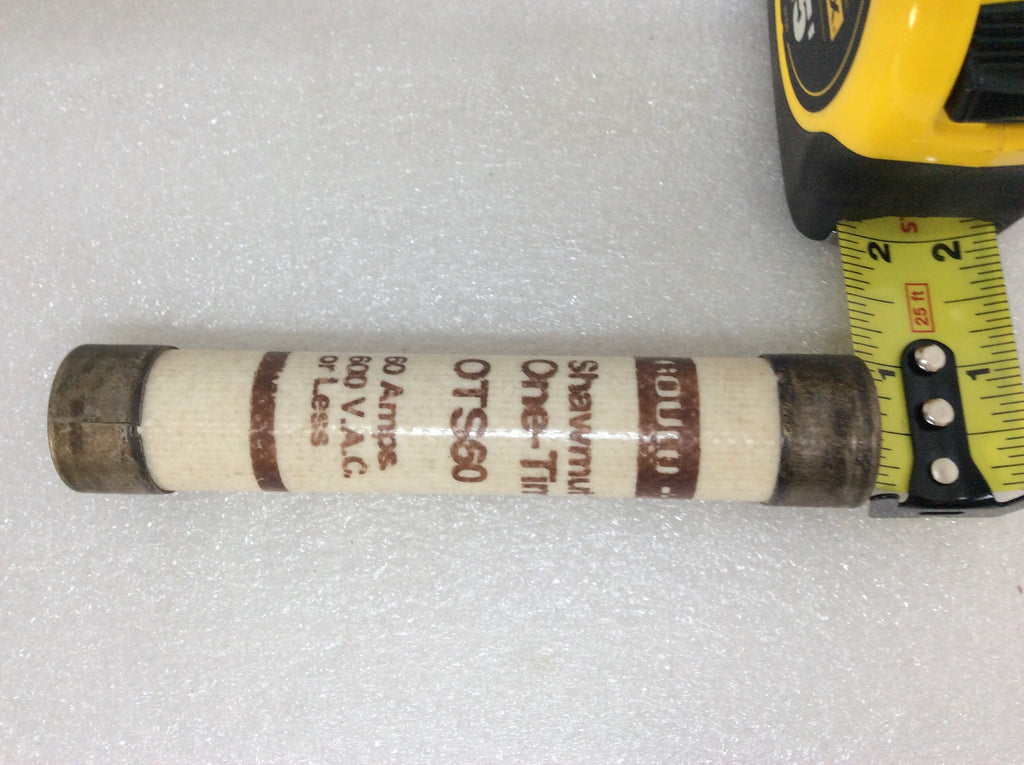 Shawmut
One-Tim
OTS60
60 Amps.
600 V.A.C.
or Less
2 2
25 ft
1 1